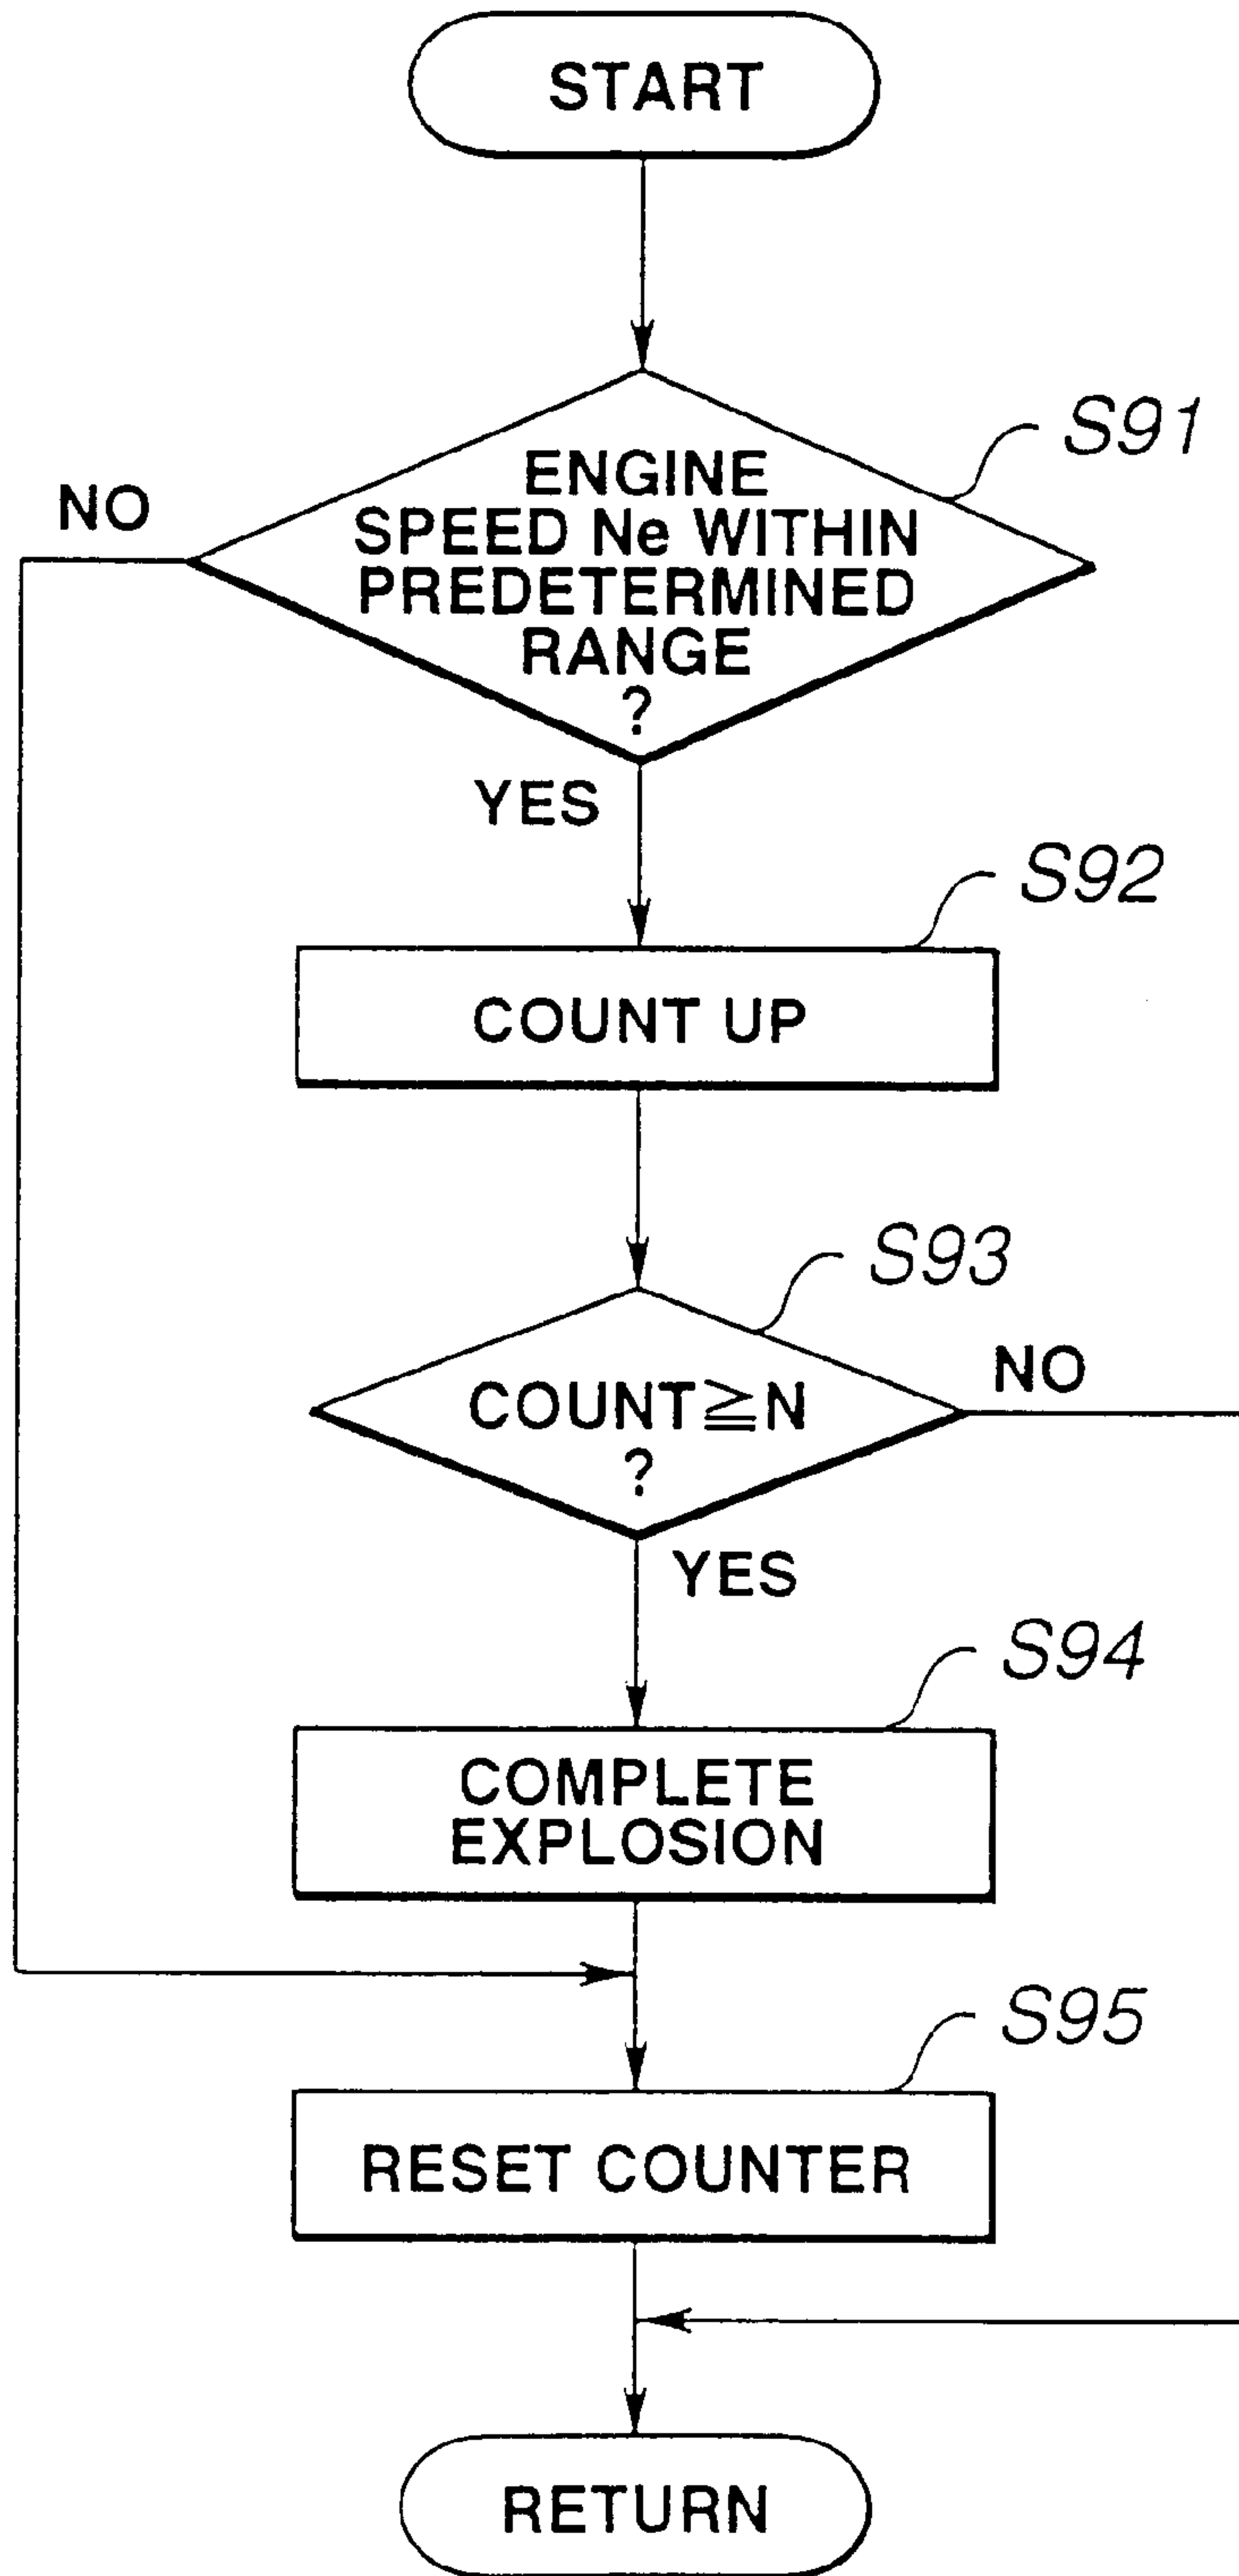 START
S91
NO
ENGINE
SPEED Ne WITHIN
PREDETERMINED
RANGE
?
YES
S92
COUNT UP
S93
NO
COUNT≧N
?
YES
S94
COMPLETE
EXPLOSION
S95
RESET COUNTER
RETURN